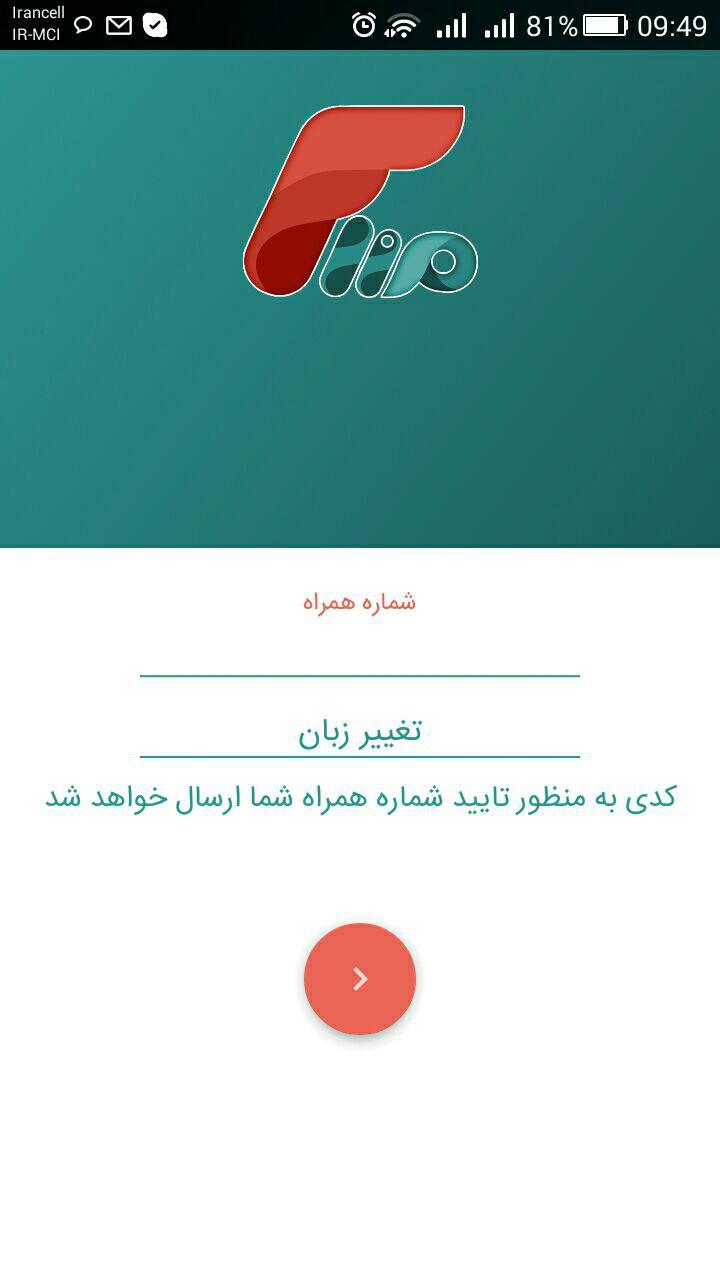 Irancell
IR-MCI
81%
09:49
شماره همراه
تغییر زبان
کدی به منظور تایید شماره همراه شما ارسال خواهد شد